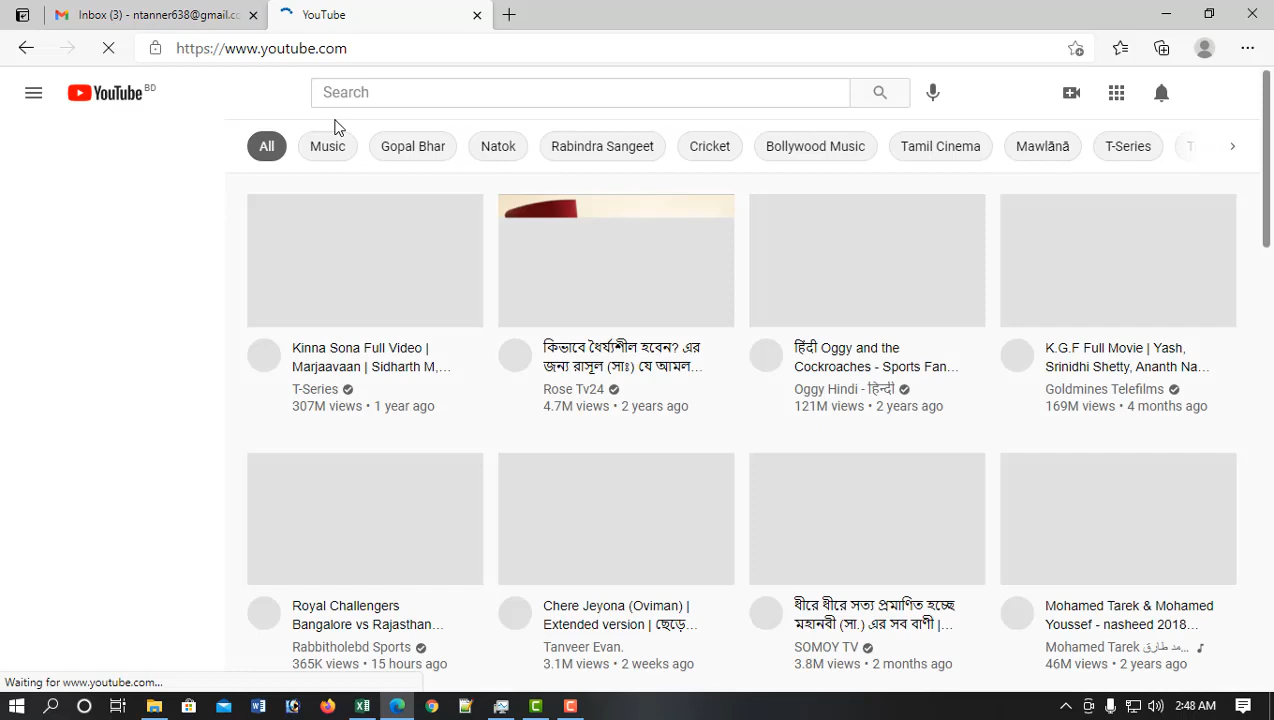 Inbox (3) - ntanner638@gmail.cc
YouTube
https://www.youtube.com
YouTube BD
Search
All
Music
Gopal Bhar
Natok
Rabindra Sangeet
Cricket
Bollywood Music
Tamil Cinema
Mawlānā
T-Series
Kinna Sona Full Video |
Marjaavaan | Sidharth M,...
T-Series
307M views • 1 year ago
কিভাবে ধৈর্য্যশীল হবেন? এর
জন্য রাসূল (সাঃ) যে আমল...
Rose Tv24
4.7M views • 2 years ago
हिंदी Oggy and the
Cockroaches - Sports Fan...
Oggy Hindi - हिन्दी
121M views • 2 years ago
K.G.F Full Movie | Yash,
Srinidhi Shetty, Ananth Na...
Goldmines Telefilms
169M views • 4 months ago
Royal Challengers
Bangalore vs Rajasthan...
Rabbitholebd Sports
365K views • 15 hours ago
Chere Jeyona (Oviman) |
Extended version | ছেড়ে...
Tanveer Evan.
3.1M views • 2 weeks ago
ধীরে ধীরে সত্য প্রমাণিত হচ্ছে
মহানবী (সা.) এর সব বাণী |...
SOMOY TV
3.8M views • 2 months ago
Mohamed Tarek & Mohamed
Youssef - nasheed 2018...
Mohamed Tarek مد طارق...
46M views • 2 years ago
Waiting for www.youtube.com...
2:48 AM